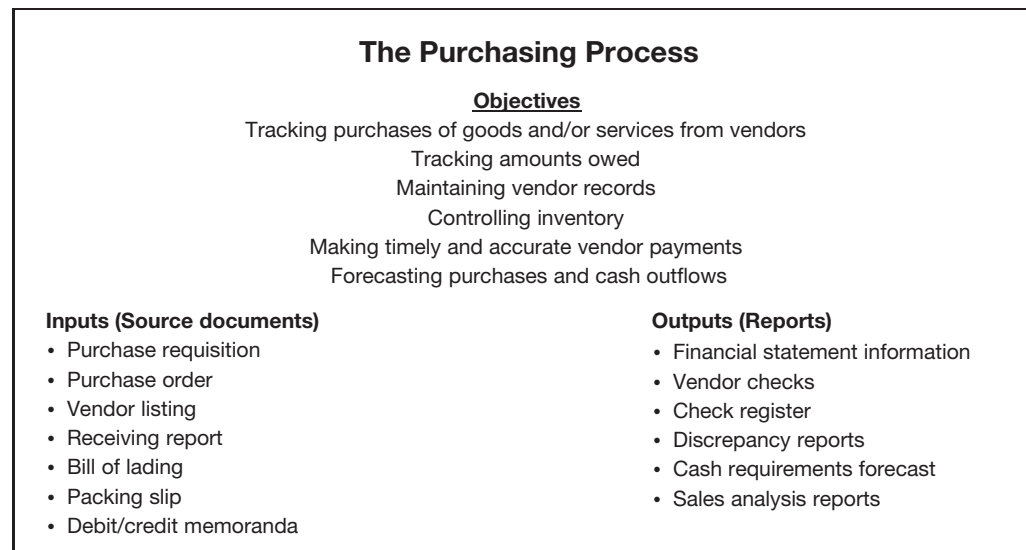 The Purchasing Process
Objectives
Tracking purchases of goods and/or services from vendors
Tracking amounts owed
Maintaining vendor records
Controlling inventory
Making timely and accurate vendor payments
Forecasting purchases and cash outflows
Inputs (Source documents)
• Purchase requisition
• Purchase order
• Vendor listing
• Receiving report
• Bill of lading
• Packing slip
• Debit/credit memoranda
Outputs (Reports)
• Financial statement information
• Vendor checks
• Check register
• Discrepancy reports
• Cash requirements forecast
• Sales analysis reports